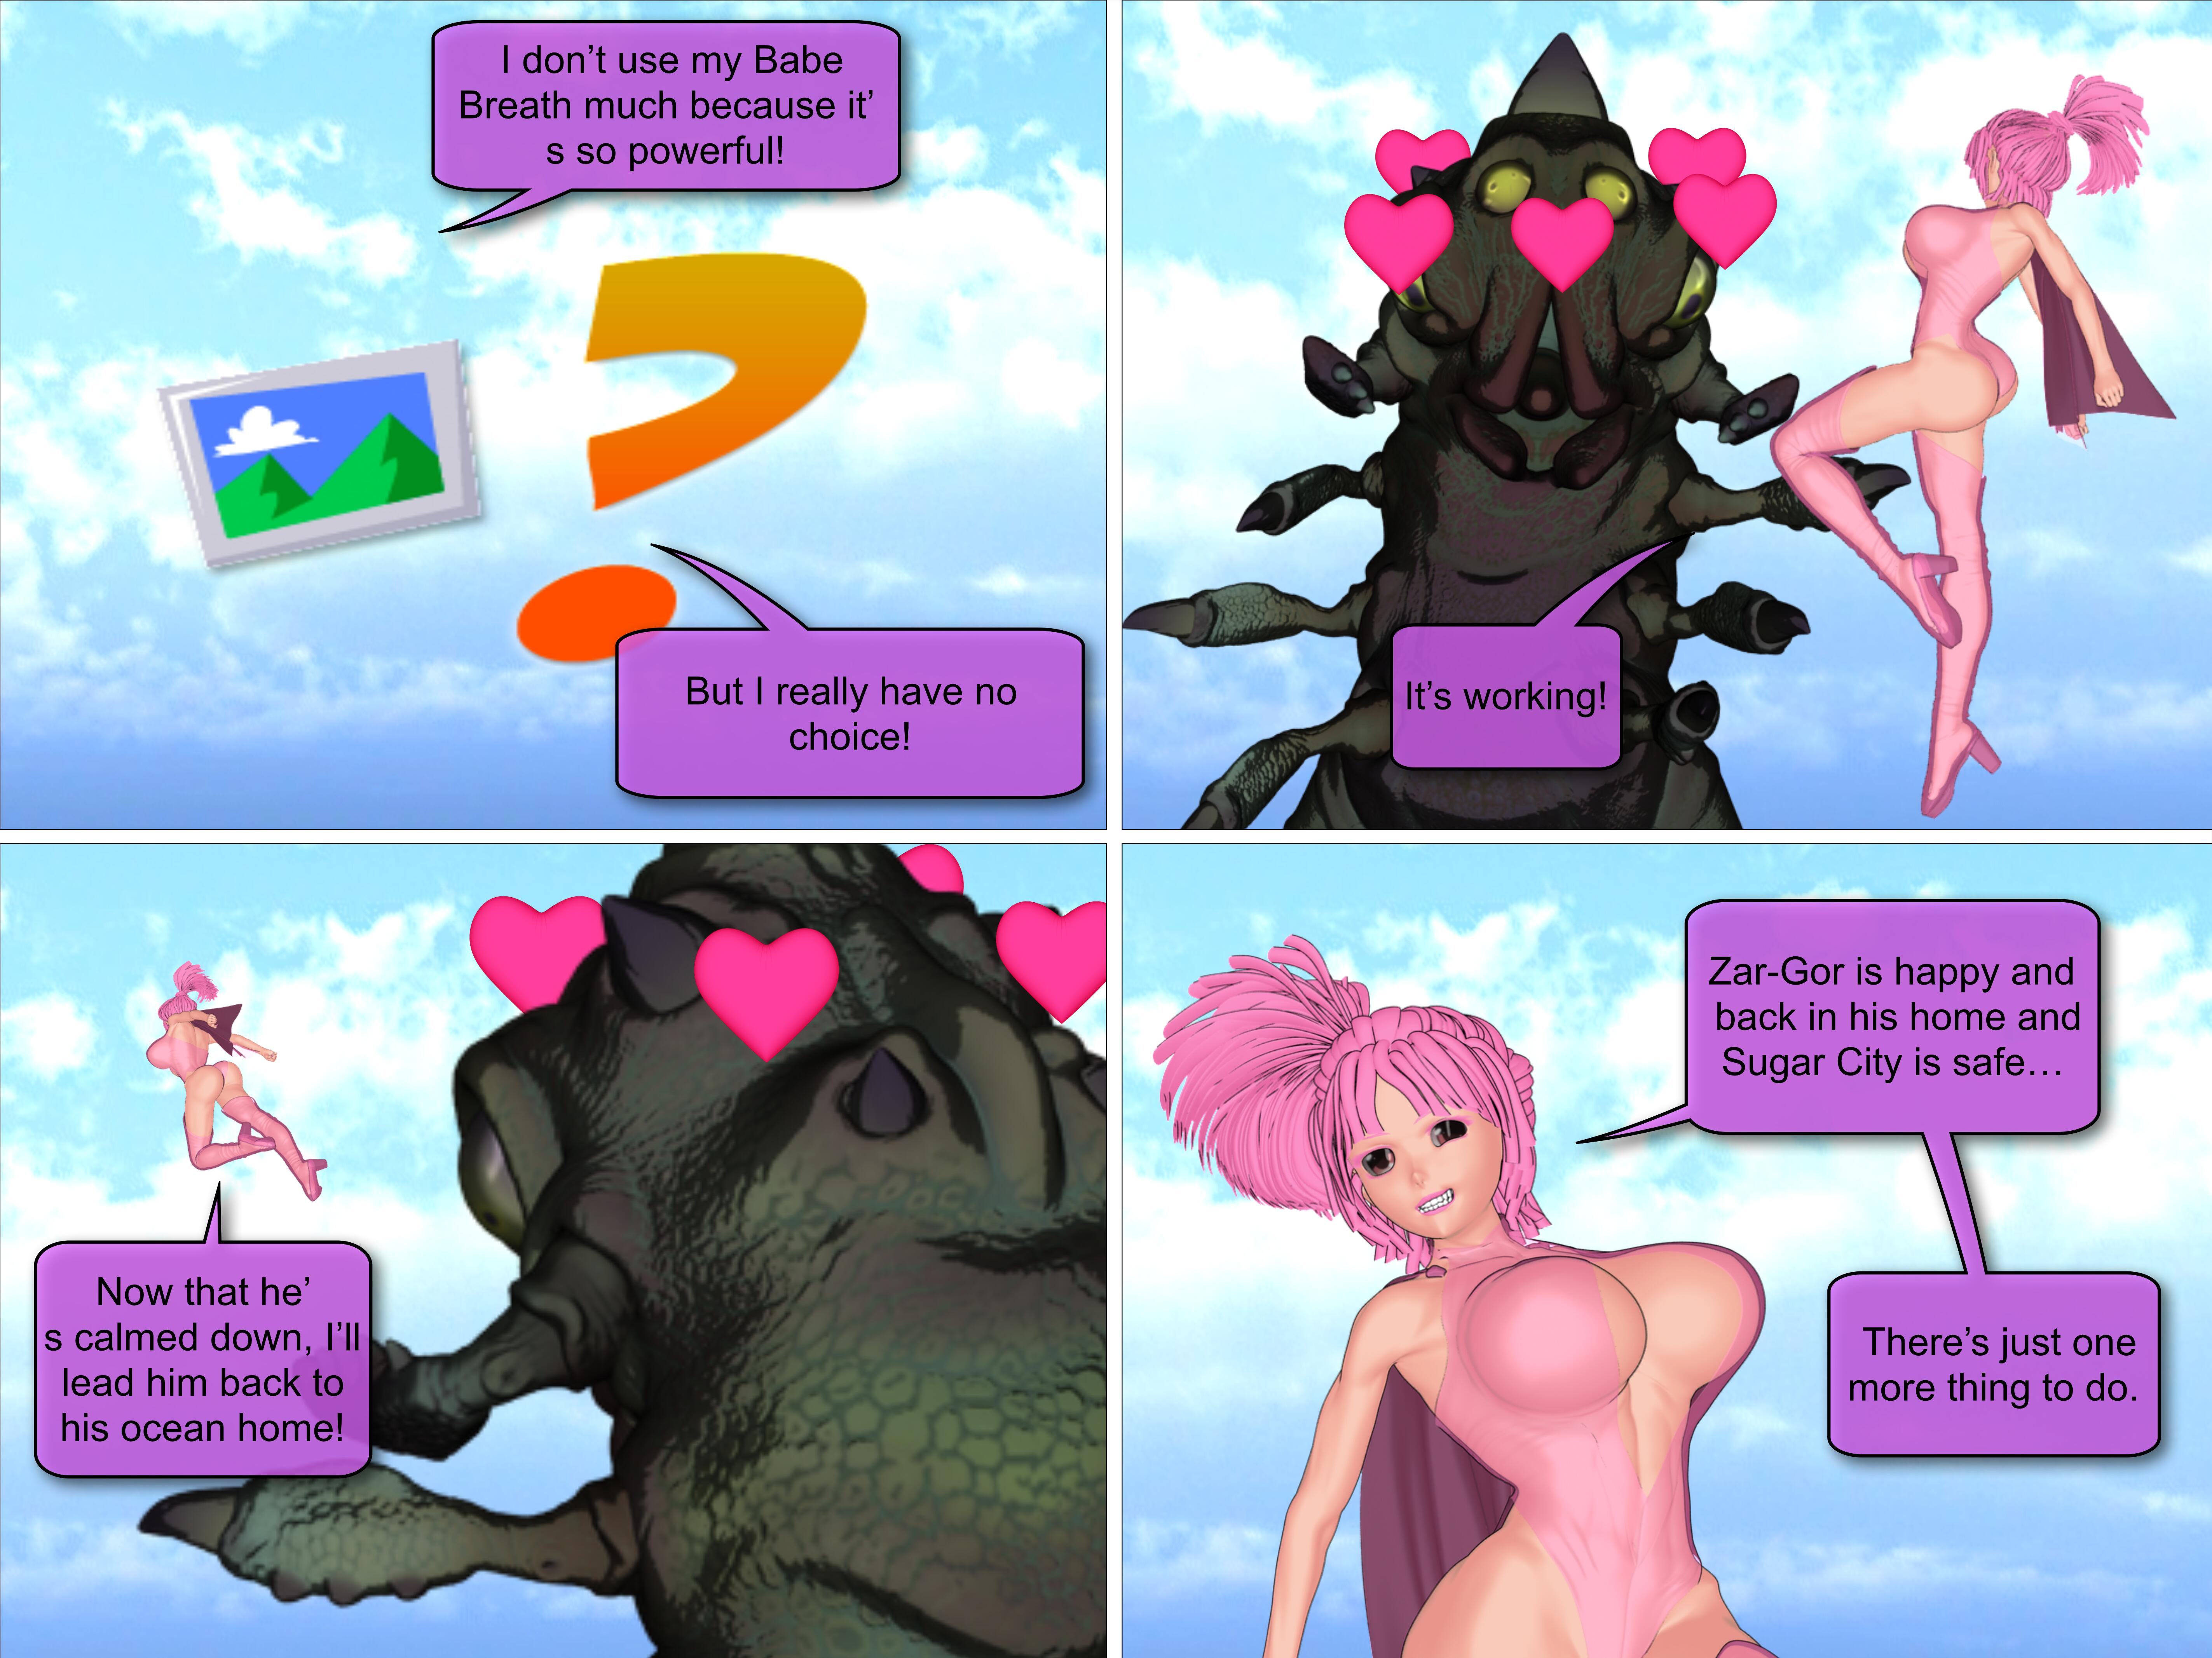 I don’t use my Babe
Breath much because it’
s so powerful!
But I really have no
choice!
It’s working!
Now that he’
s calmed down, I’ll
lead him back to
his ocean home!
Zar-Gor is happy and
back in his home and
Sugar City is safe…
There’s just one
more thing to do.